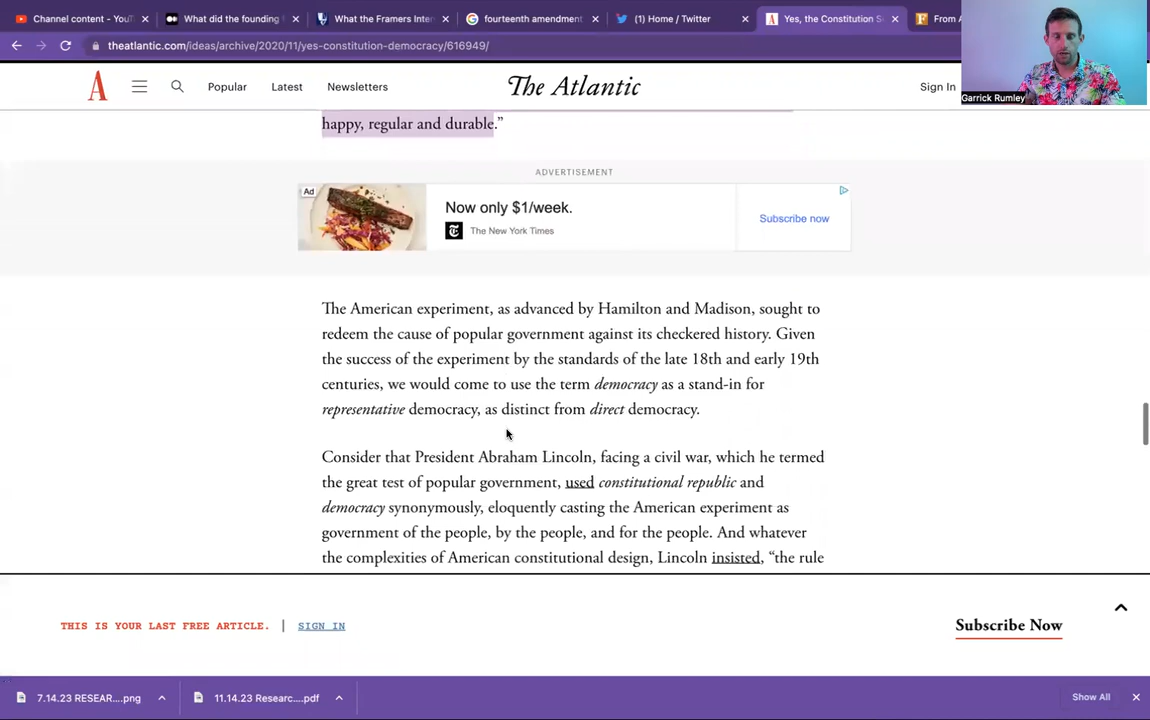 Channel content - YouT
What did the founding
What the Framers Inter
fourteenth amendment
(1) Home / Twitter
Yes, the Constitution S
From A
theatlantic.com/ideas/archive/2020/11/yes-constitution-democracy/616949/
Popular
Latest
Newsletters
The Atlantic
Sign In
Garrick Rumley
happy, regular and durable.”
ADVERTISEMENT
Ad
Now only $1/week.
The New York Times
Subscribe now
The American experiment, as advanced by Hamilton and Madison, sought to
redeem the cause of popular government against its checkered history. Given
the success of the experiment by the standards of the late 18th and early 19th
centuries, we would come to use the term democracy as a stand-in for
representative democracy, as distinct from direct democracy.
Consider that President Abraham Lincoln, facing a civil war, which he termed
the great test of popular government, used constitutional republic and
democracy synonymously, eloquently casting the American experiment as
government of the people, by the people, and for the people. And whatever
the complexities of American constitutional design, Lincoln insisted, “the rule
THIS IS YOUR LAST FREE ARTICLE. | SIGN IN
Subscribe Now
7.14.23 RESEAR....png
11.14.23 Researc....pdf
Show All